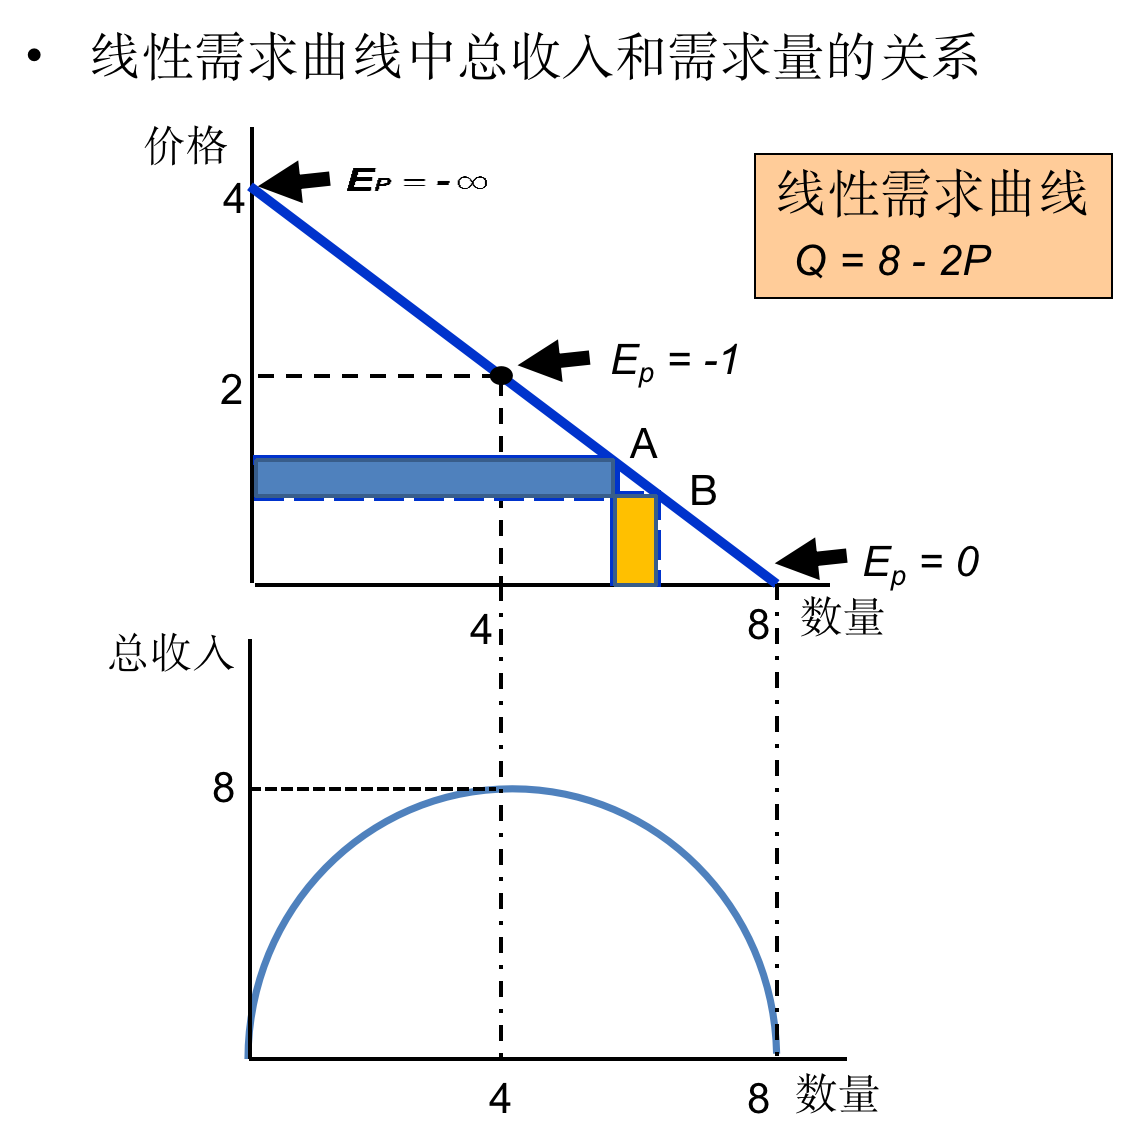 • 线性需求曲线中总收入和需求量的关系
价格
4
EP = - ∞
线性需求曲线
Q = 8 - 2P
2
Ep = -1
A
B
Ep = 0
4
8
数量
总收入
8
4
8
数量